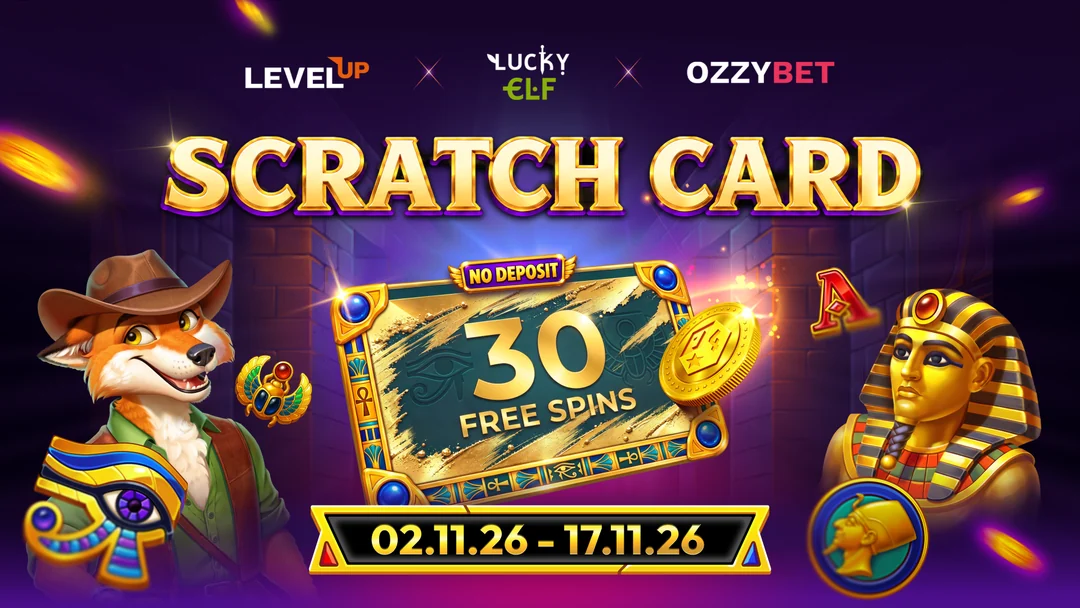 LEVELUP
LUCKY ELF
OZZYBET
SCRATCH CARD
NO DEPOSIT
30
FREE SPINS
A
02.11.26 - 17.11.26